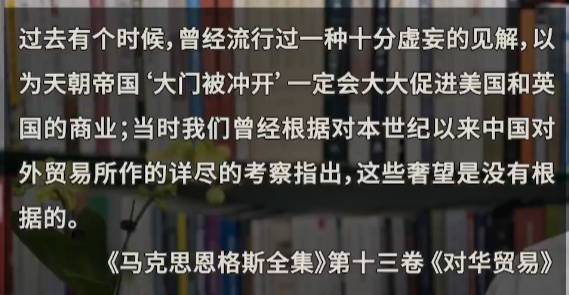 过去有个时候，曾经流行过一种十分虚妄的见解，以
为天朝帝国‘大门被冲开’一定会大大促进美国和英
国的商业；当时我们曾经根据对本世纪以来中国对
外贸易所作的详尽的考察指出，这些奢望是没有根
据的。
《马克思恩格斯全集》第十三卷《对华贸易》